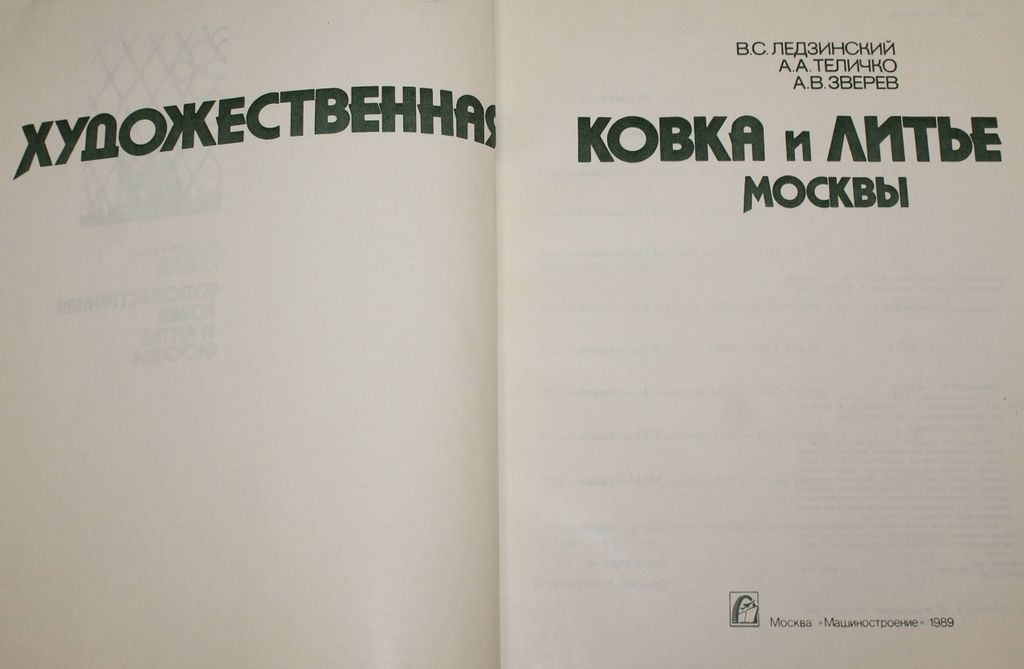 ХУДОЖЕСТВЕННАЯ
В.С. ЛЕДЗИНСКИЙ
А.А. ТЕЛИЧКО
А.В. ЗВЕРЕВ
КОВКА и ЛИТЬЕ
МОСКВЫ
Москва «Машиностроение» 1989